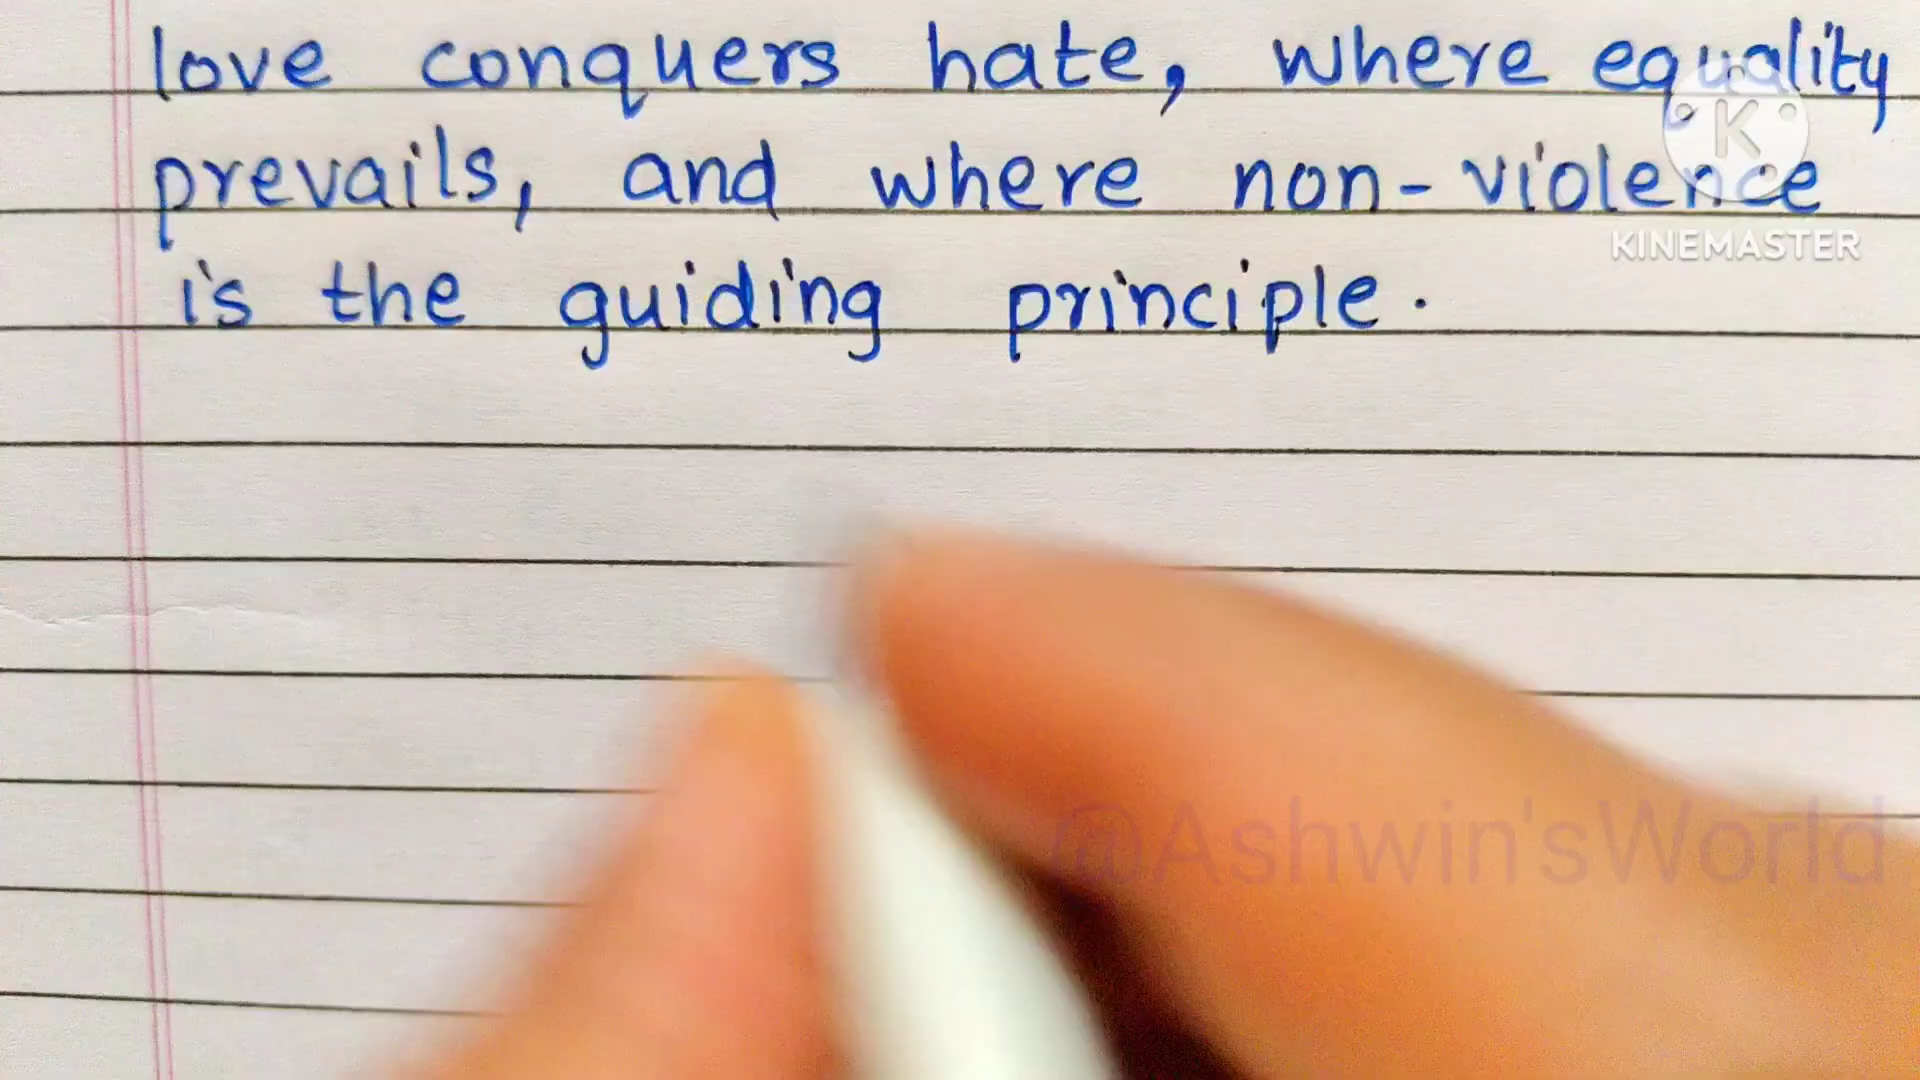 love conquers hate, where equality
prevails, and where non-violence
is the guiding principle.
K
KINEMASTER
@Ashwin'sWorld